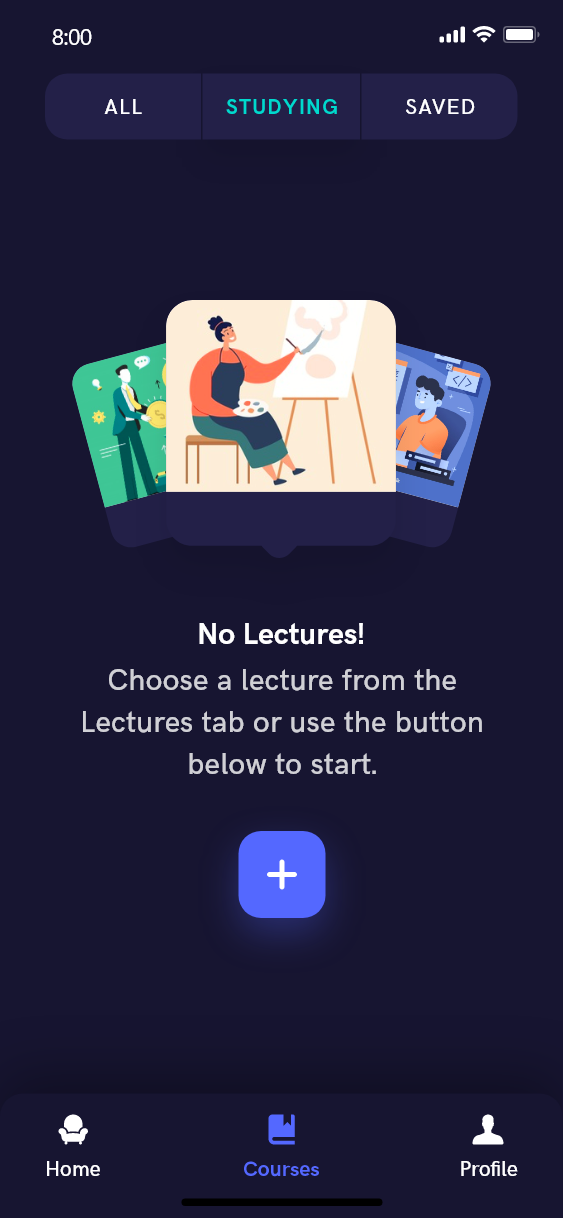 8:00
ALL STUDYING SAVED
No Lectures!
Choose a lecture from the
Lectures tab or use the button
below to start.
Home Courses Profile